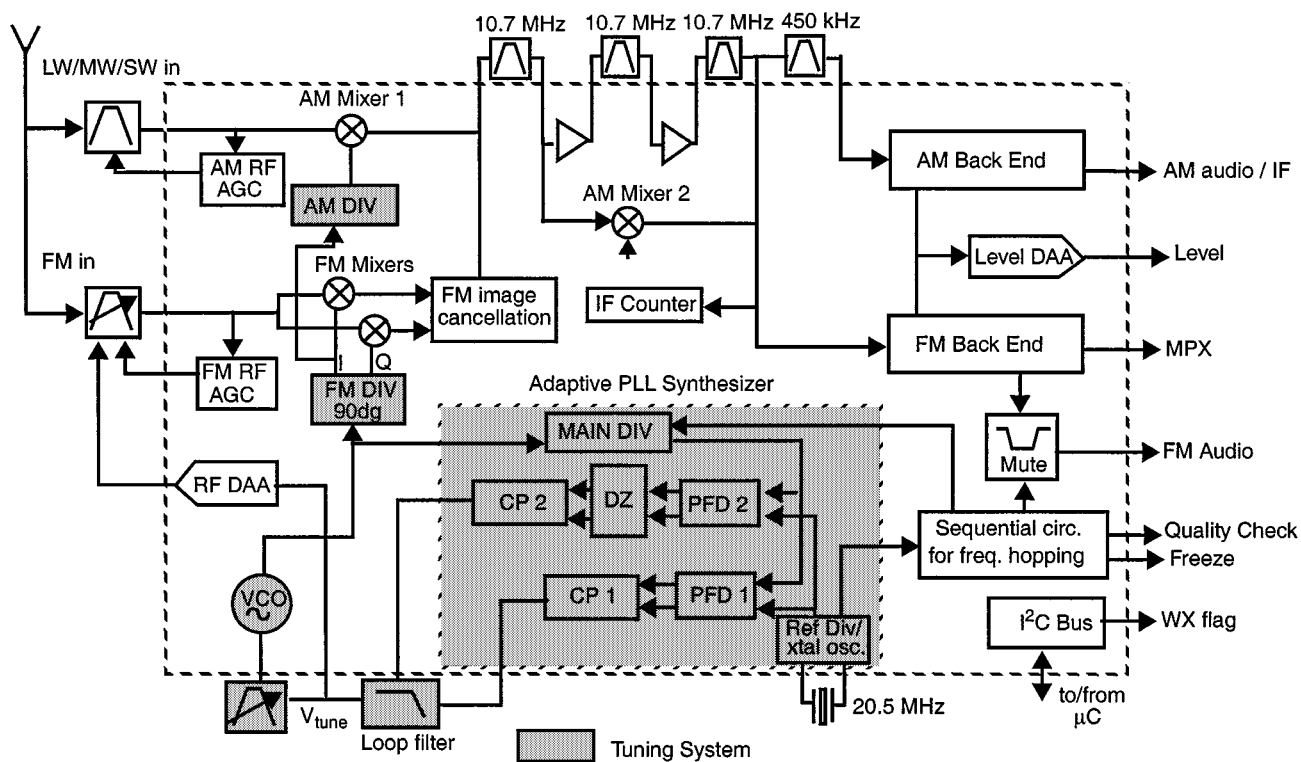 10.7 MHz
10.7 MHz
10.7 MHz
450 kHz
LW/MW/SW in
AM Mixer 1
AM RF
AGC
AM DIV
AM Mixer 2
AM Back End
AM audio / IF
FM in
FM Mixers
FM image
cancellation
IF Counter
Level DAA
Level
FM Back End
MPX
FM RF
AGC
I
Q
FM DIV
90dg
Adaptive PLL Synthesizer
MAIN DIV
Mute
FM Audio
RF DAA
CP 2
DZ
PFD 2
Sequential circ.
for freq. hopping
Quality Check
Freeze
VCO
CP 1
PFD 1
Ref Div/
xtal osc.
I²C Bus
WX flag
Vtune
Loop filter
20.5 MHz
to/from
μC
Tuning System